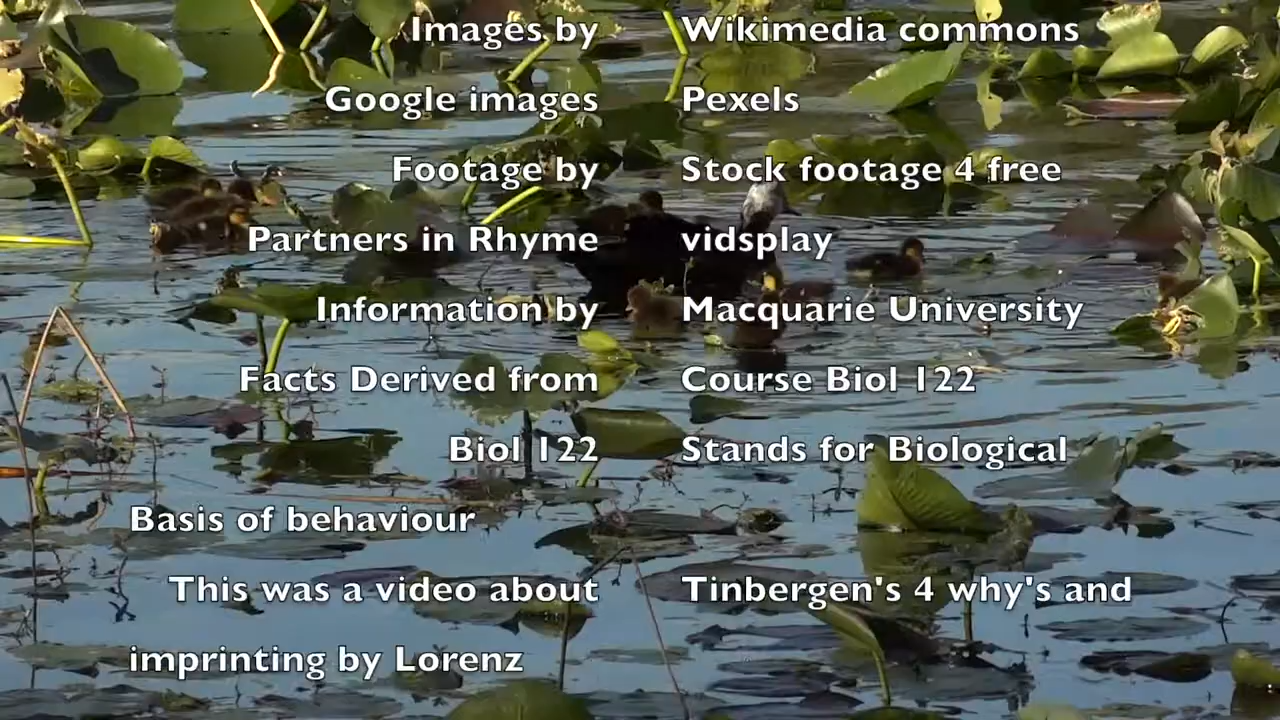 Images by Wikimedia commons
Google images Pexels
Footage by Stock footage 4 free
Partners in Rhyme vidsplay
Information by Macquarie University
Facts Derived from Course Biol 122
Biol 122 Stands for Biological
Basis of behaviour
This was a video about Tinbergen's 4 why's and
imprinting by Lorenz